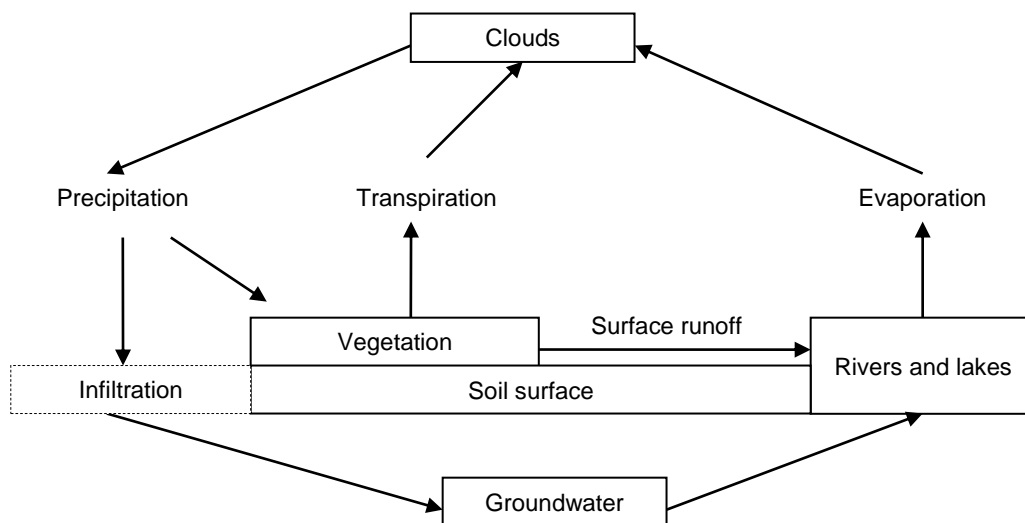 Clouds
Precipitation
Transpiration
Evaporation
Surface runoff
Vegetation
Rivers and lakes
Infiltration
Soil surface
Groundwater